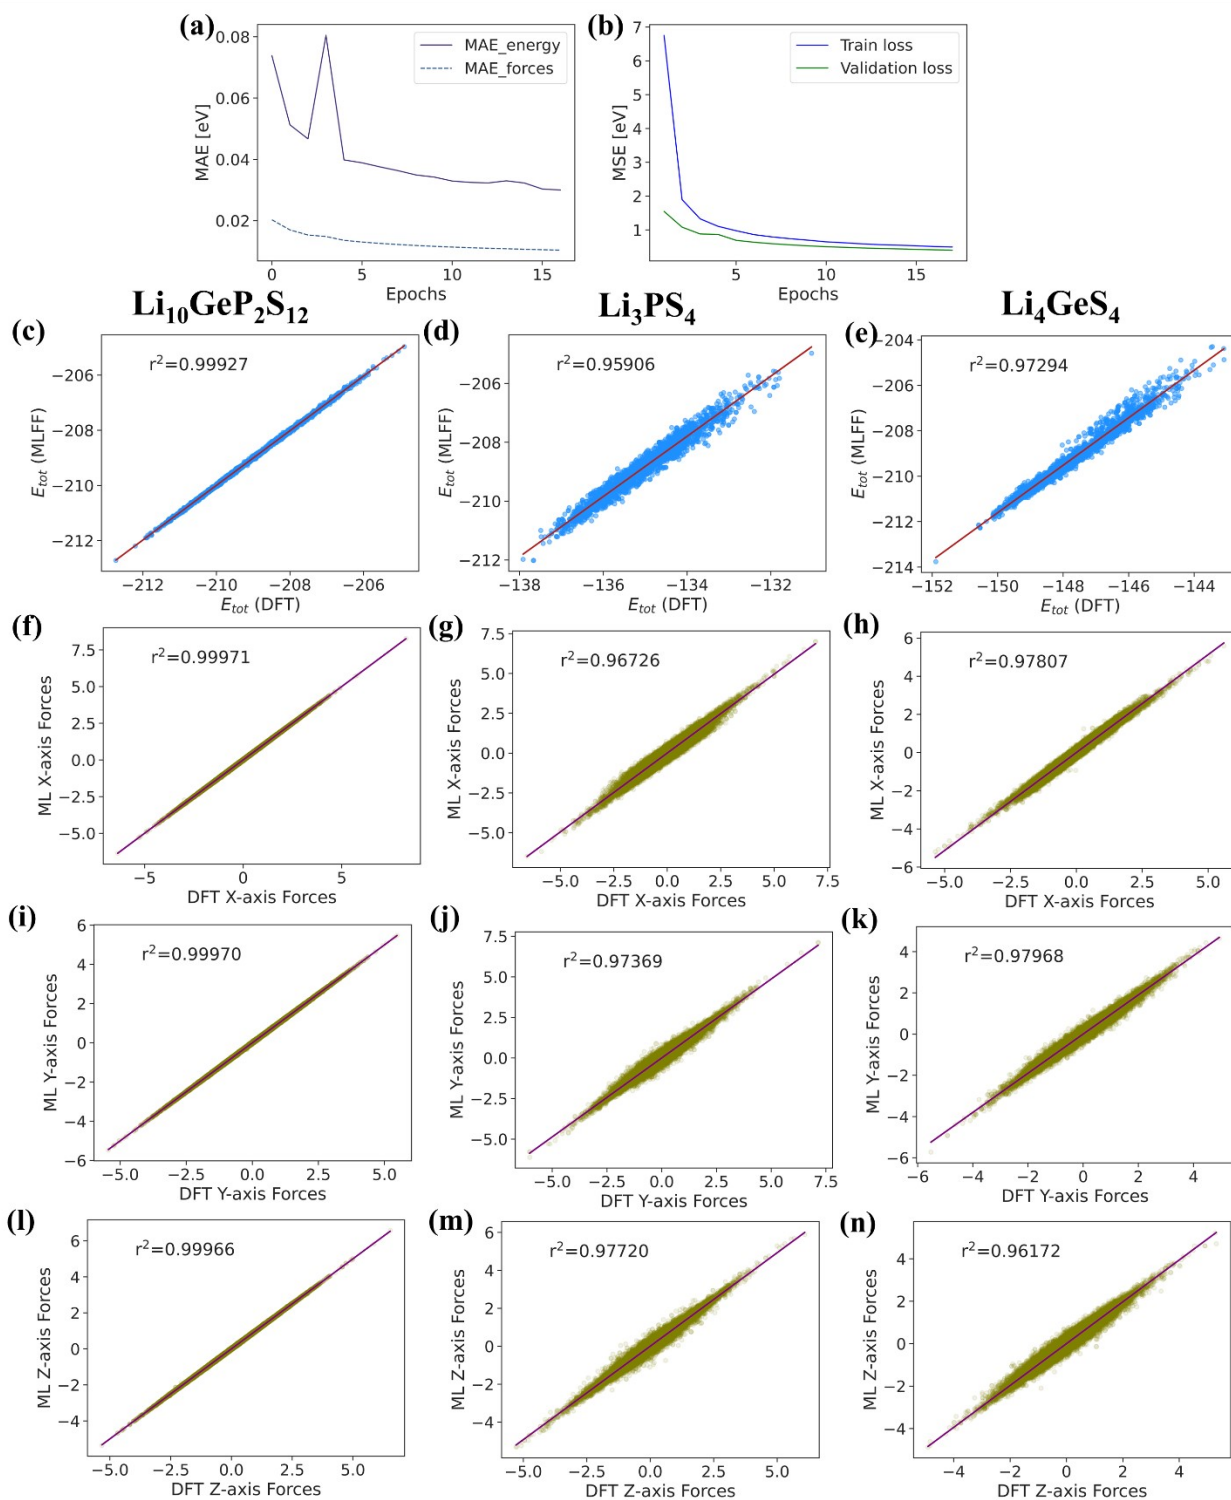 (a)
0.08
0.06
0.04
0.02
MAE [eV]
MAE_energy
MAE_forces
0 5 10 15
Epochs
(b)
7
6
5
4
3
2
1
MSE [eV]
Train loss
Validation loss
5 10 15
Epochs
Li₁₀GeP₂S₁₂
Li₃PS₄
Li₄GeS₄
(c)
r²=0.99927
−206
−208
−210
−212
E_tot (MLFF)
−212 −210 −208 −206
E_tot (DFT)
(d)
r²=0.95906
−206
−208
−210
−212
E_tot (MLFF)
−138 −136 −134 −132
E_tot (DFT)
(e)
r²=0.97294
−204
−206
−208
−210
−212
−214
E_tot (MLFF)
−152 −150 −148 −146 −144
E_tot (DFT)
(f)
r²=0.99971
7.5
5.0
2.5
0.0
−2.5
−5.0
ML X-axis Forces
−5 0 5
DFT X-axis Forces
(g)
r²=0.96726
7.5
5.0
2.5
0.0
−2.5
−5.0
ML X-axis Forces
−5.0 −2.5 0.0 2.5 5.0 7.5
DFT X-axis Forces
(h)
r²=0.97807
6
4
2
0
−2
−4
−6
ML X-axis Forces
−5.0 −2.5 0.0 2.5 5.0
DFT X-axis Forces
(i)
r²=0.99970
6
4
2
0
−2
−4
−6
ML Y-axis Forces
−5.0 −2.5 0.0 2.5 5.0
DFT Y-axis Forces
(j)
r²=0.97369
7.5
5.0
2.5
0.0
−2.5
−5.0
ML Y-axis Forces
−5.0 −2.5 0.0 2.5 5.0 7.5
DFT Y-axis Forces
(k)
r²=0.97968
4
2
0
−2
−4
−6
ML Y-axis Forces
−6 −4 −2 0 2 4
DFT Y-axis Forces
(l)
r²=0.99966
6
4
2
0
−2
−4
ML Z-axis Forces
−5.0 −2.5 0.0 2.5 5.0
DFT Z-axis Forces
(m)
r²=0.97720
6
4
2
0
−2
−4
ML Z-axis Forces
−5.0 −2.5 0.0 2.5 5.0
DFT Z-axis Forces
(n)
r²=0.96172
4
2
0
−2
−4
ML Z-axis Forces
−4 −2 0 2 4
DFT Z-axis Forces